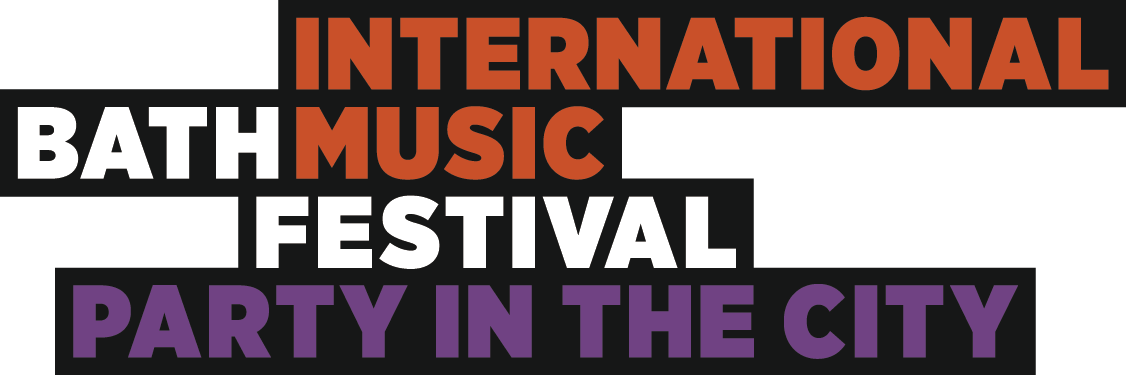 INTERNATIONAL
BATH MUSIC
FESTIVAL
PARTY IN THE CITY